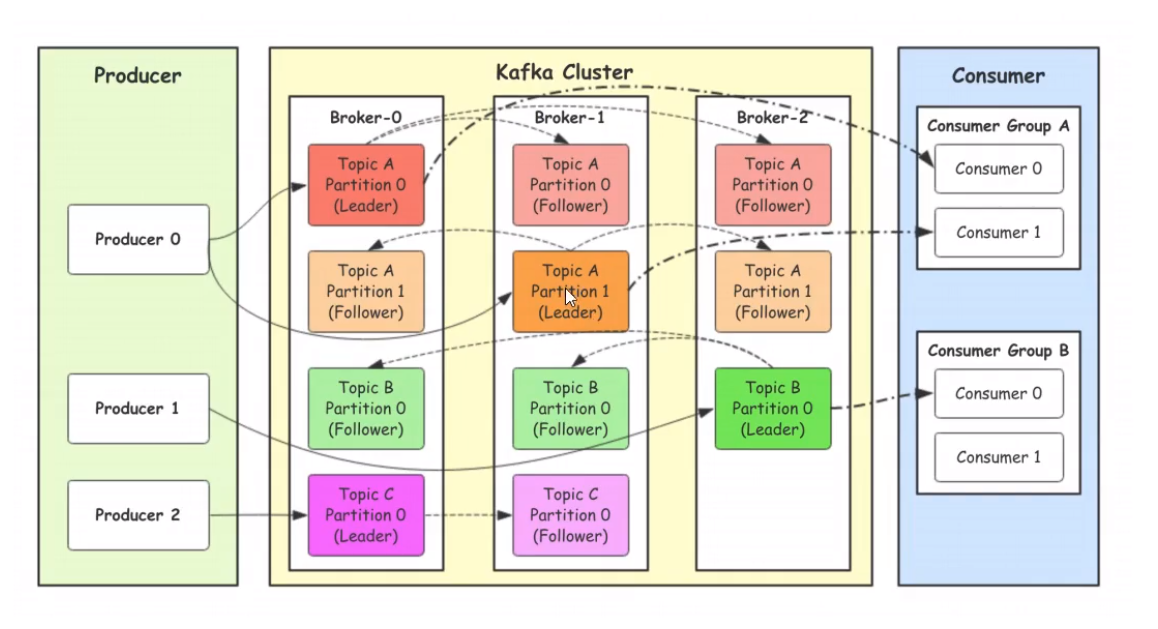 Producer
Producer 0
Producer 1
Producer 2
Kafka Cluster
Broker-0
Topic A
Partition 0
(Leader)
Topic A
Partition 1
(Follower)
Topic B
Partition 0
(Follower)
Topic C
Partition 0
(Leader)
Broker-1
Topic A
Partition 0
(Follower)
Topic A
Partition 1
(Leader)
Topic B
Partition 0
(Follower)
Topic C
Partition 0
(Follower)
Broker-2
Topic A
Partition 0
(Follower)
Topic A
Partition 1
(Follower)
Topic B
Partition 0
(Leader)
Consumer
Consumer Group A
Consumer 0
Consumer 1
Consumer Group B
Consumer 0
Consumer 1